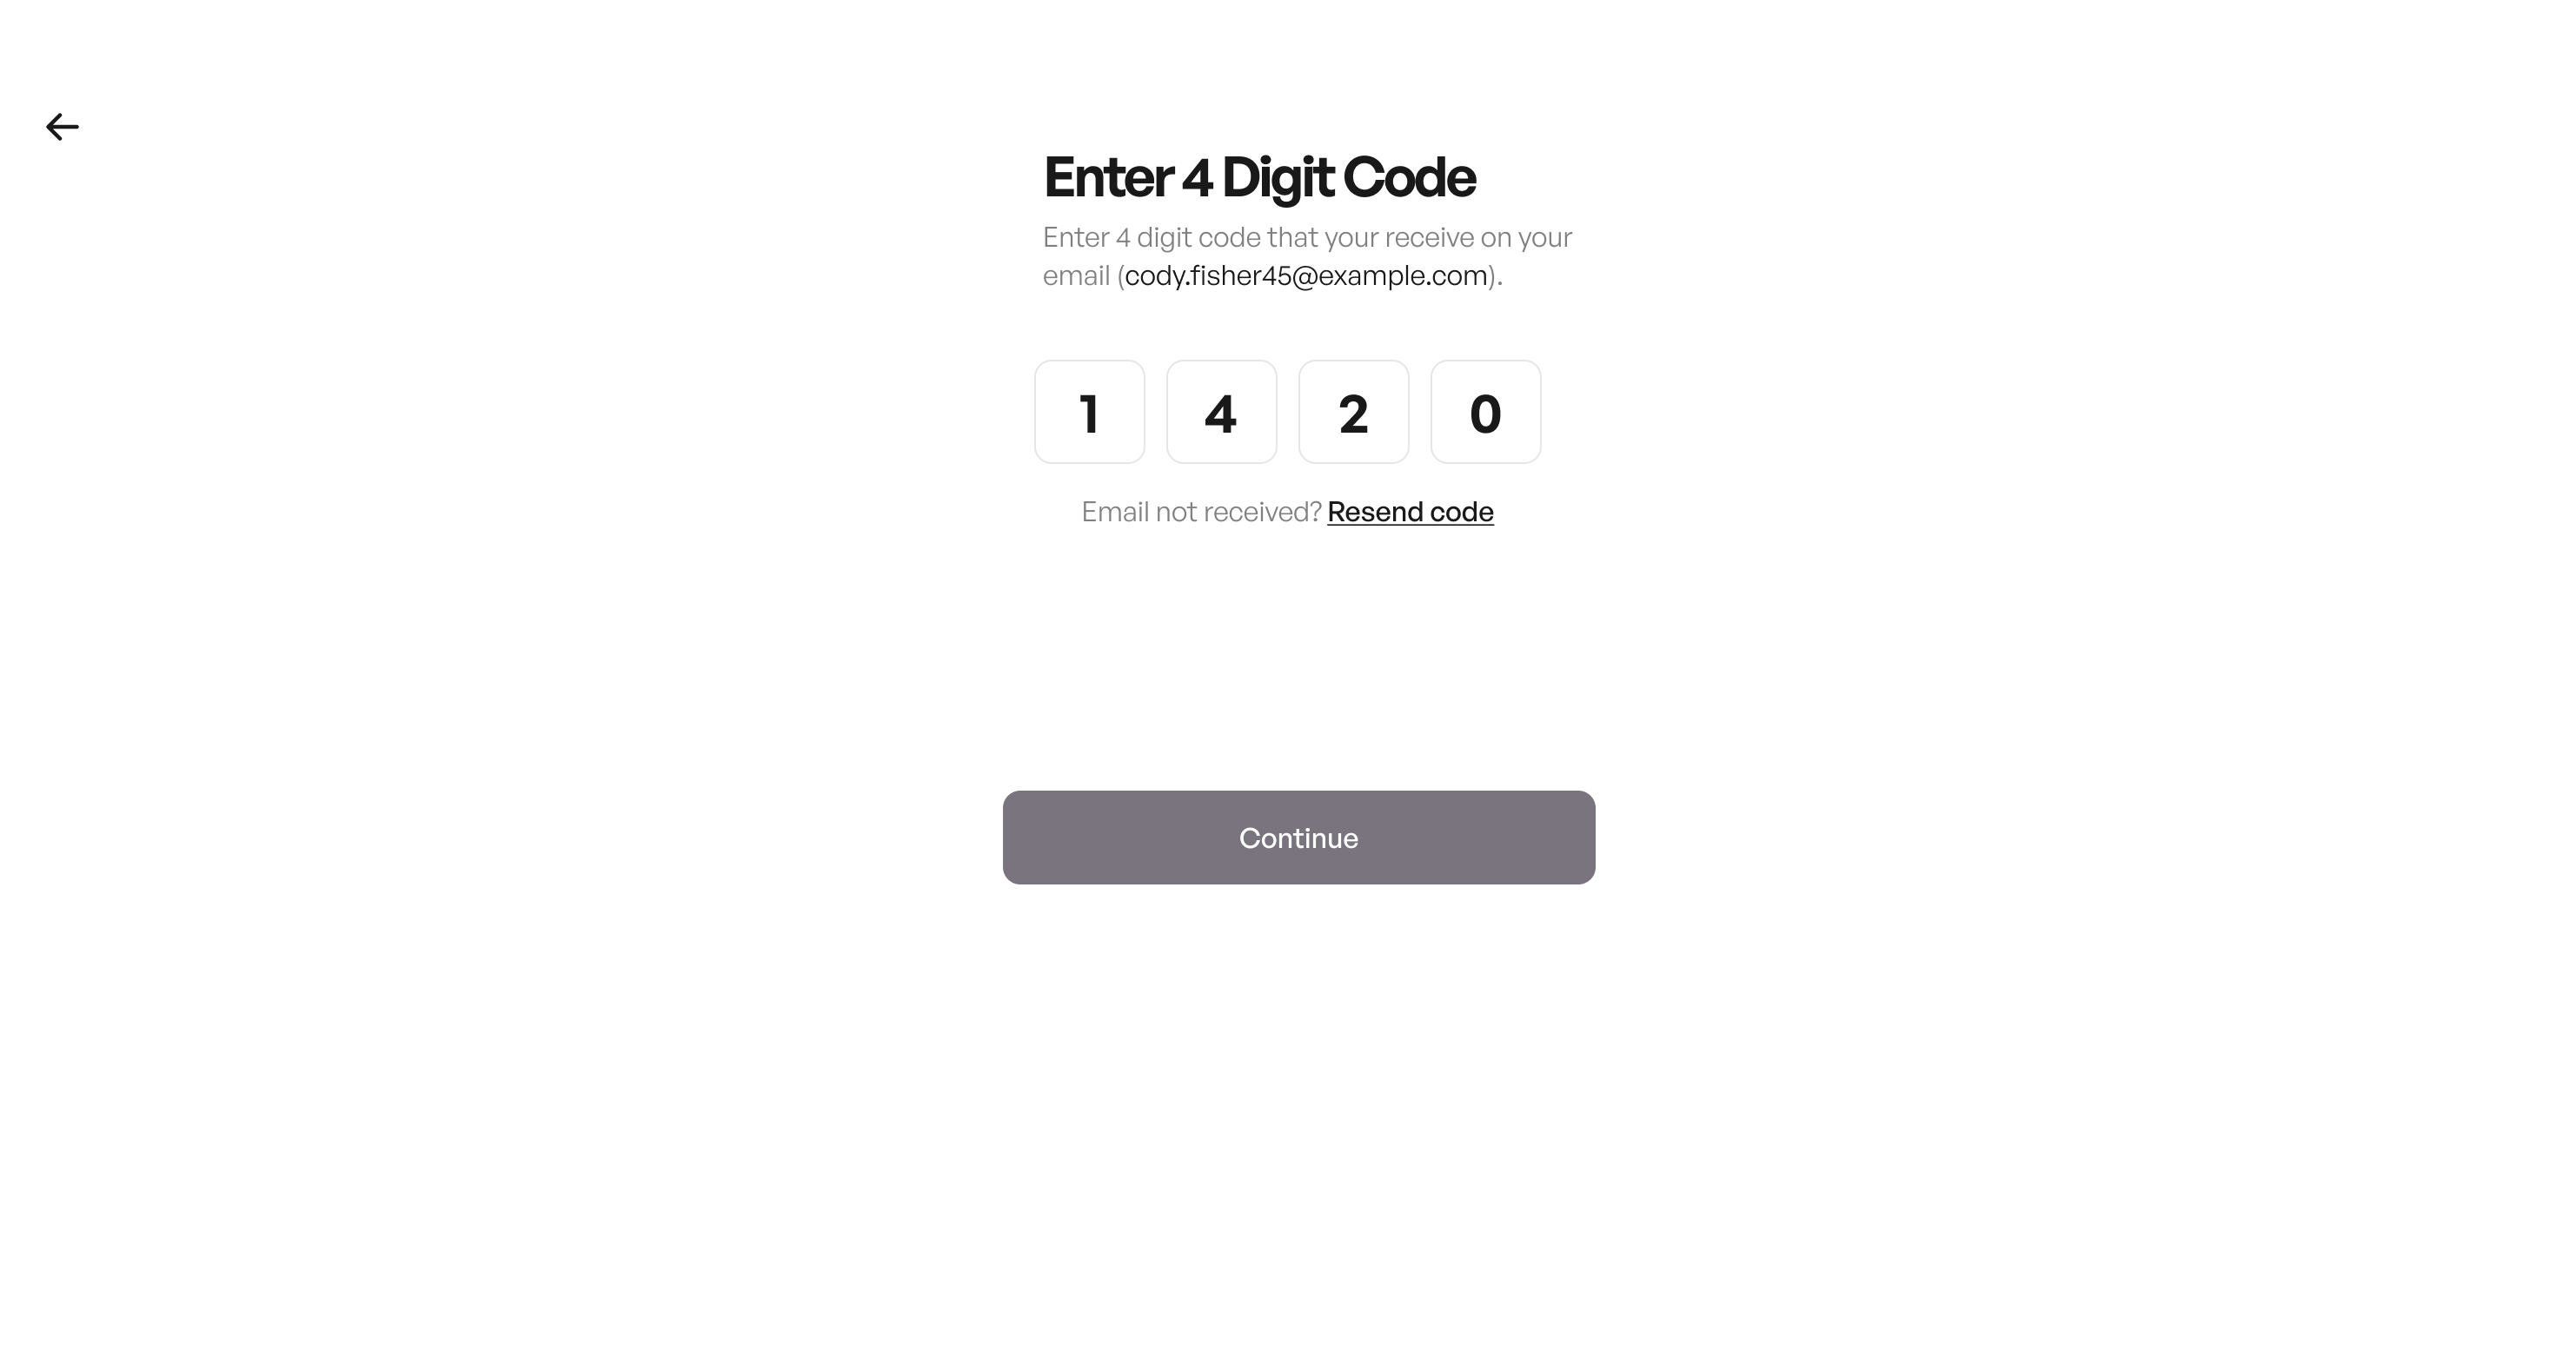 Enter 4 Digit Code
Enter 4 digit code that your receive on your
email (cody.fisher45@example.com).
1 4 2 0
Email not received? Resend code
Continue